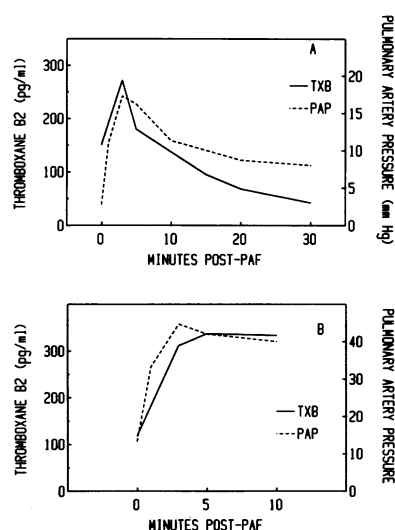 A
THROMBOXANE B2 (pg/ml)
300
200
100
0
TXB
PAP
20
15
10
5
0
PULMONARY ARTERY PRESSURE (mm Hg)
0
10
20
30
MINUTES POST-PAF
B
THROMBOXANE B2 (pg/ml)
300
200
100
0
TXB
PAP
40
30
20
10
0
PULMONARY ARTERY PRESSURE
0
5
10
MINUTES POST-PAF